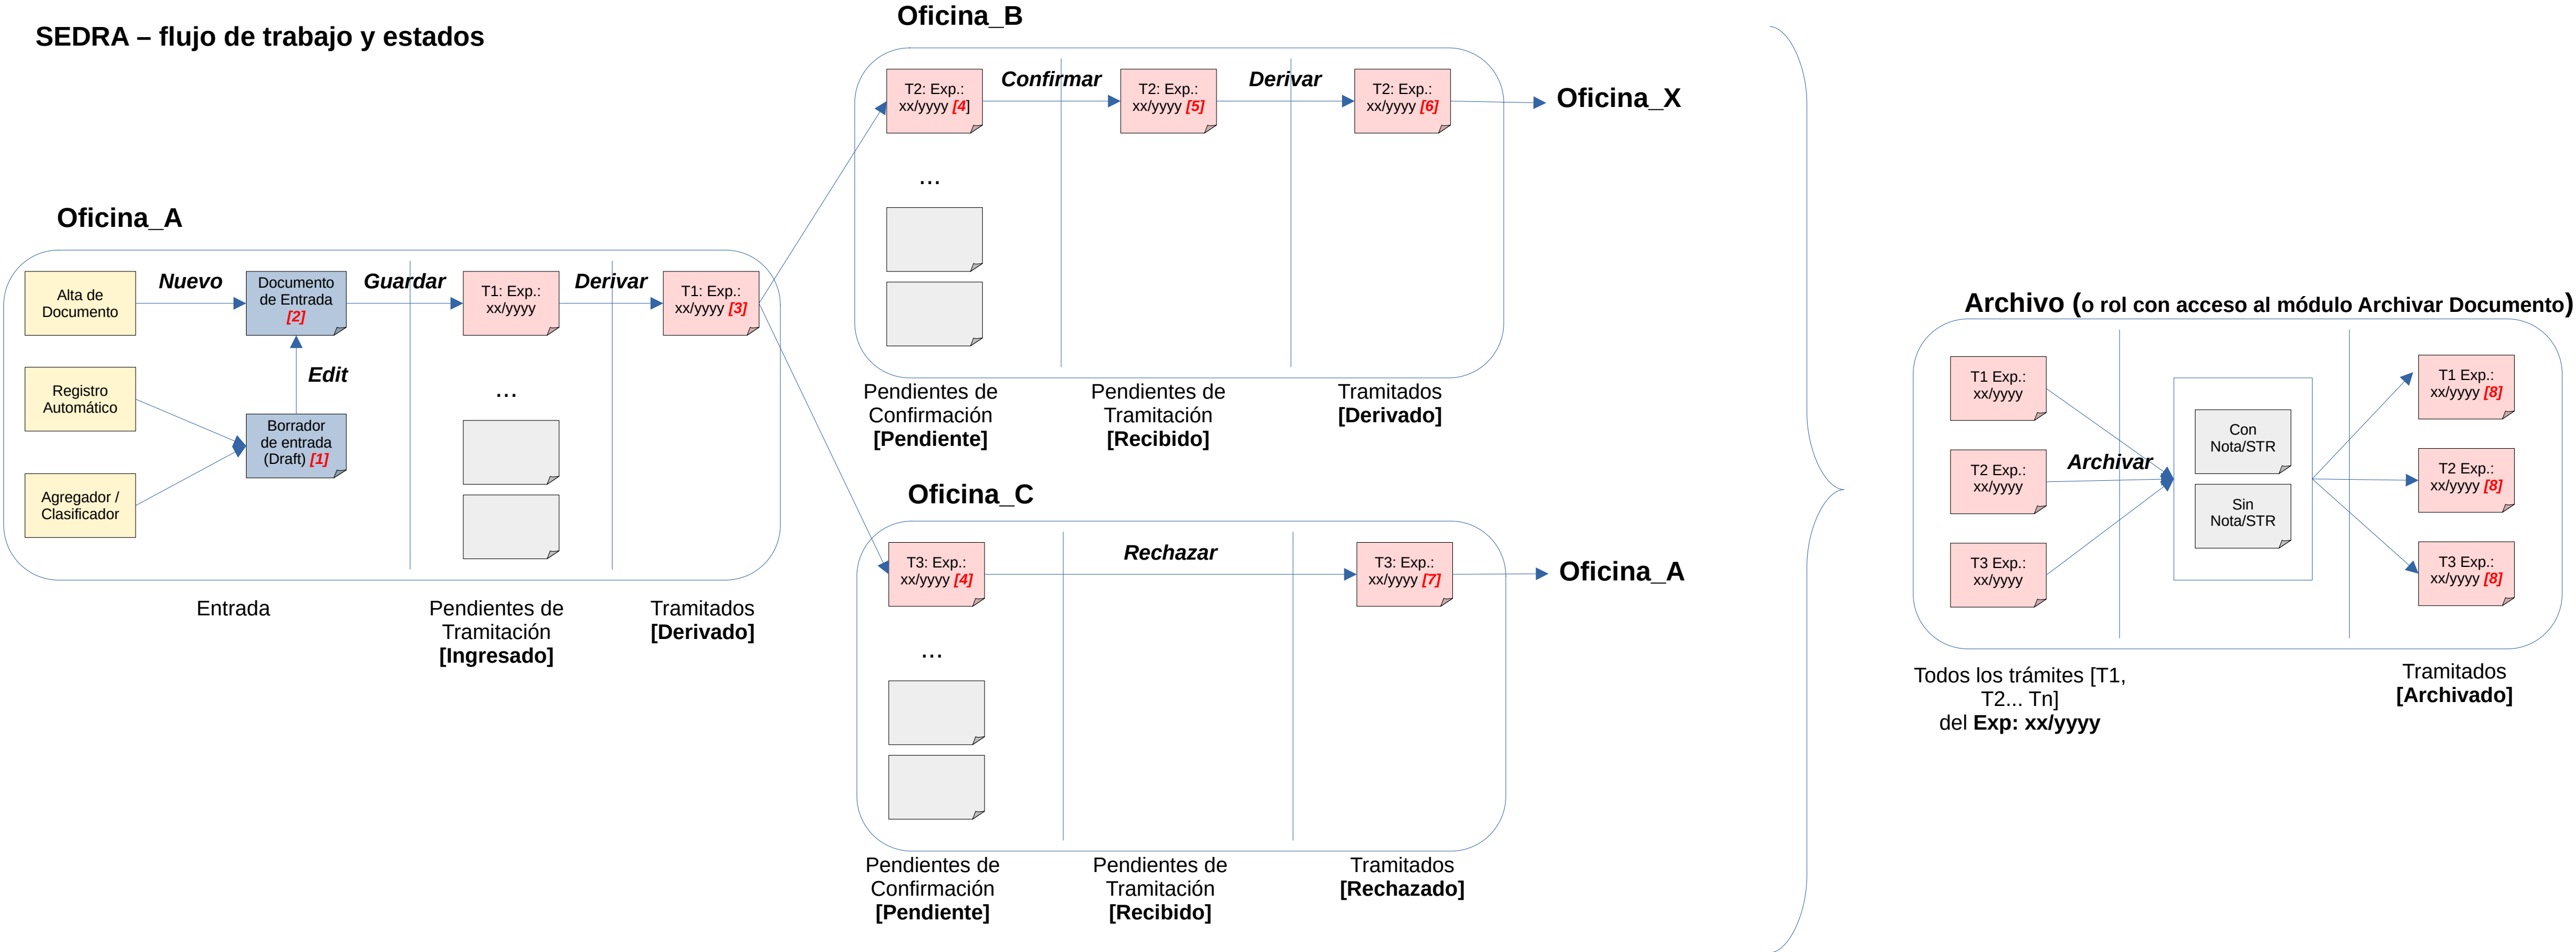 SEDRA – flujo de trabajo y estados
Oficina_A
Alta de
Documento
Nuevo
Documento
de Entrada
[2]
Guardar
T1: Exp.:
xx/yyyy
Derivar
T1: Exp.:
xx/yyyy [3]
Registro
Automático
Edit
Agregador /
Clasificador
Borrador
de entrada
(Draft) [1]
...
Entrada
Pendientes de
Tramitación
[Ingresado]
Tramitados
[Derivado]
Oficina_B
T2: Exp.:
xx/yyyy [4]
Confirmar
T2: Exp.:
xx/yyyy [5]
Derivar
T2: Exp.:
xx/yyyy [6]
Oficina_X
...
Pendientes de
Confirmación
[Pendiente]
Pendientes de
Tramitación
[Recibido]
Tramitados
[Derivado]
Oficina_C
T3: Exp.:
xx/yyyy [4]
Rechazar
T3: Exp.:
xx/yyyy [7]
Oficina_A
...
Pendientes de
Confirmación
[Pendiente]
Pendientes de
Tramitación
[Recibido]
Tramitados
[Rechazado]
Archivo (o rol con acceso al módulo Archivar Documento)
T1 Exp.:
xx/yyyy
T2 Exp.:
xx/yyyy
T3 Exp.:
xx/yyyy
Archivar
Con
Nota/STR
Sin
Nota/STR
T1 Exp.:
xx/yyyy [8]
T2 Exp.:
xx/yyyy [8]
T3 Exp.:
xx/yyyy [8]
Todos los trámites [T1,
T2... Tn]
del Exp: xx/yyyy
Tramitados
[Archivado]